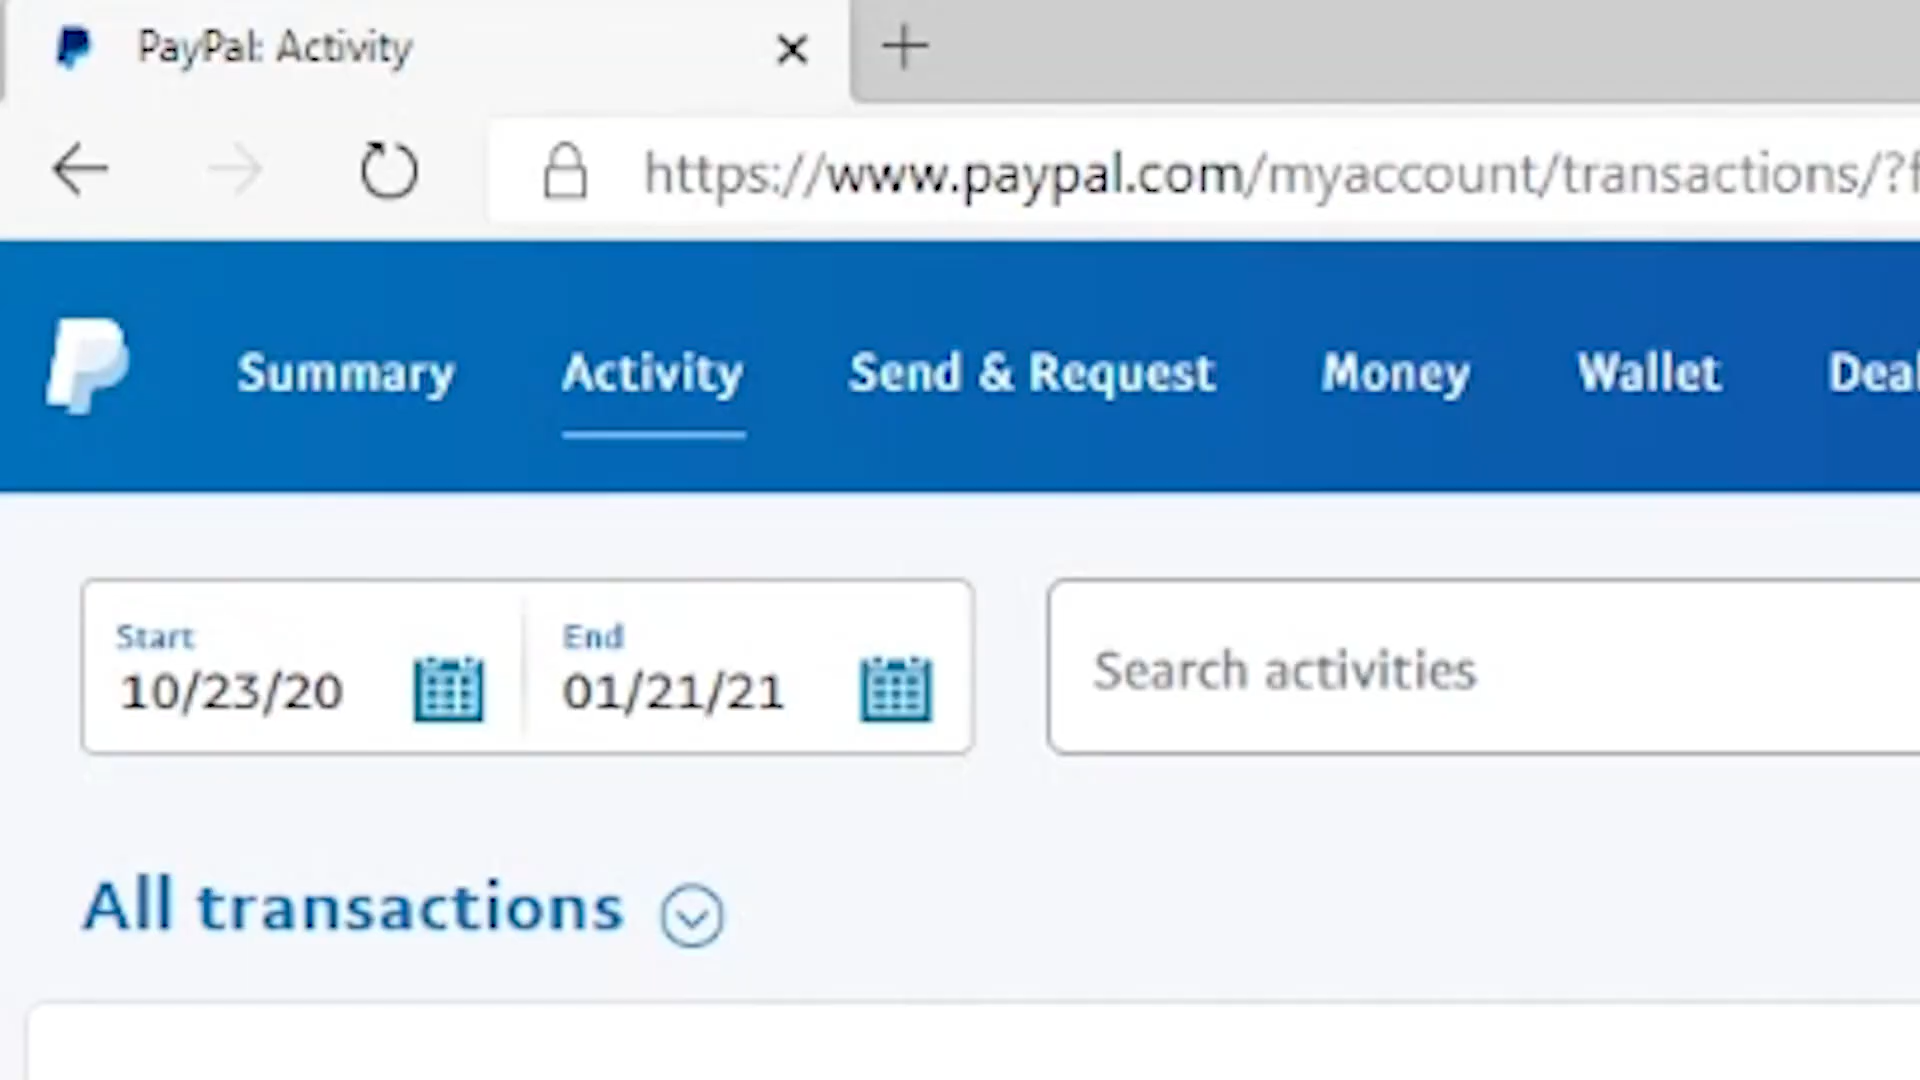 PayPal: Activity
https://www.paypal.com/myaccount/transactions/?f
Summary Activity Send & Request Money Wallet Deal
Start End
10/23/20 01/21/21
Search activities
All transactions